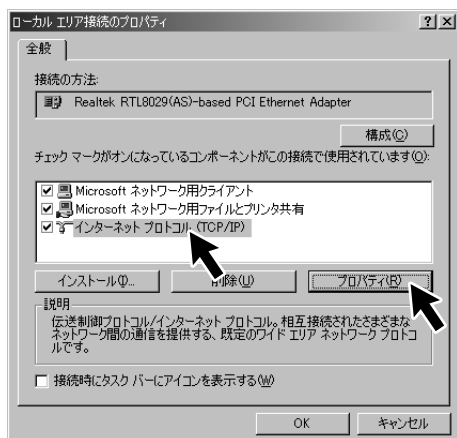 ローカル エリア接続のプロパティ
全般
接続の方法:
Realtek RTL8029(AS)-based PCI Ethernet Adapter
構成(C)
チェック マークがオンになっているコンポーネントがこの接続で使用されています(O):
Microsoft ネットワーク用クライアント
Microsoft ネットワーク用ファイルとプリンタ共有
インターネット プロトコル (TCP/IP)
インストール(I)... 削除(U) プロパティ(R)
説明
伝送制御プロトコル/インターネット プロトコル。相互接続されたさまざまな
ネットワーク間の通信を提供する、既定のワイド エリア ネットワーク プロトコ
ルです。
接続時にタスク バーにアイコンを表示する(W)
OK キャンセル